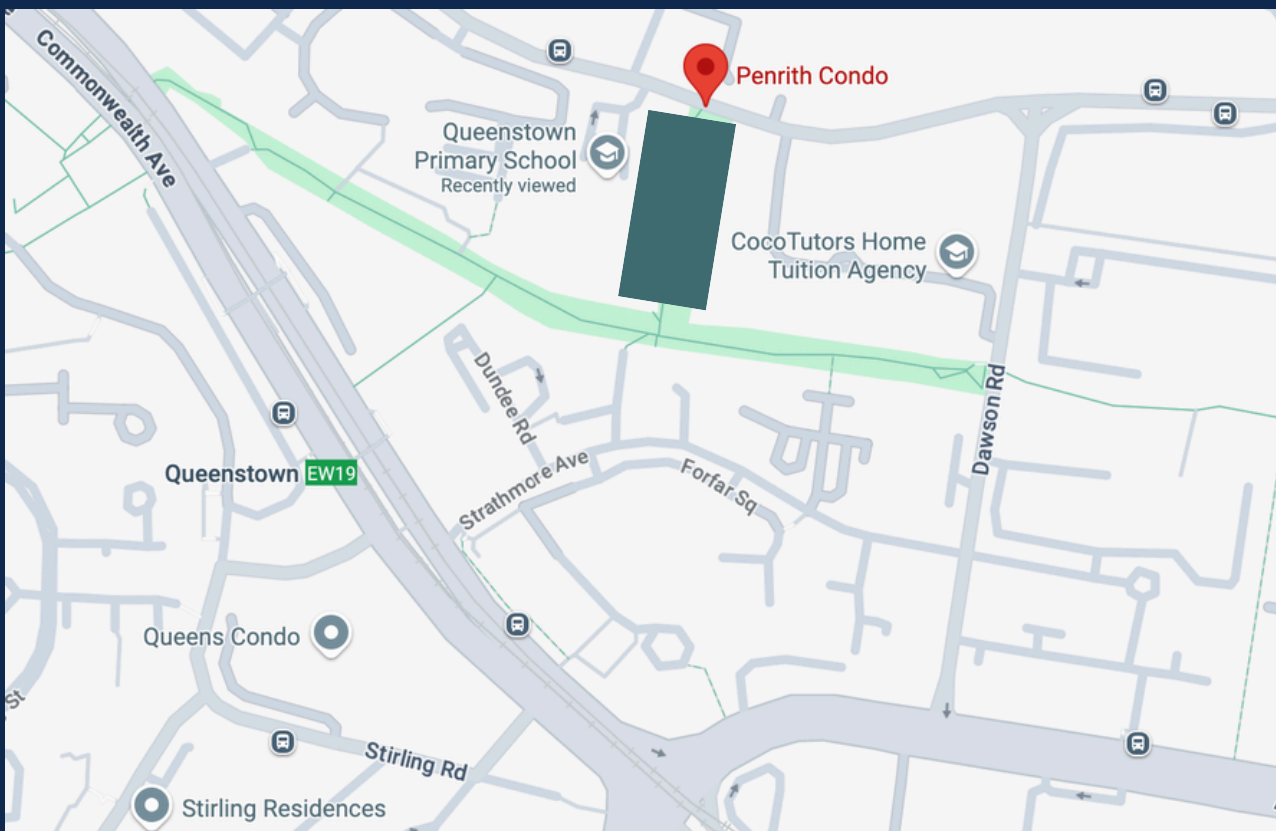 Commonwealth Ave
Penrith Condo
Queenstown
Primary School
Recently viewed
CocoTutors Home
Tuition Agency
Dundee Rd
Dawson Rd
Queenstown EW19
Strathmore Ave
Forfar Sq
Queens Condo
St
Stirling Rd
Stirling Residences